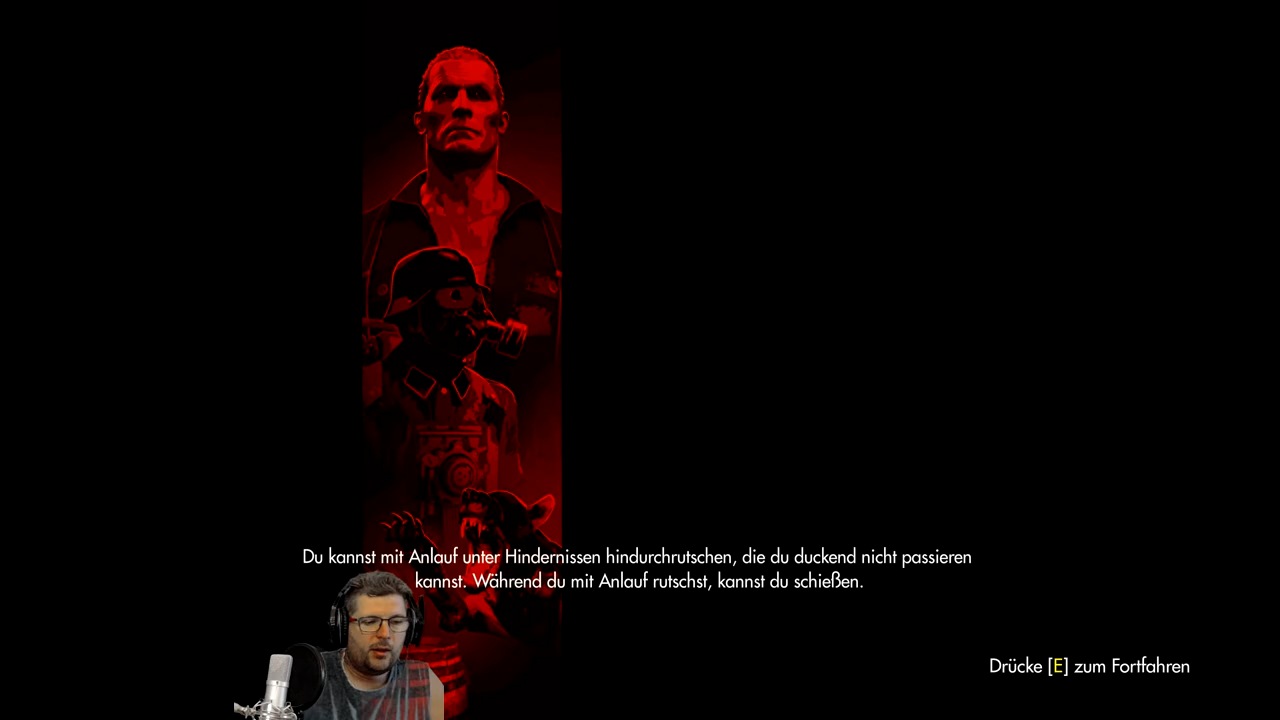 Du kannst mit Anlauf unter Hindernissen hindurchrutschen, die du duckend nicht passieren
kannst. Während du mit Anlauf rutschst, kannst du schießen.
Drücke [E] zum Fortfahren